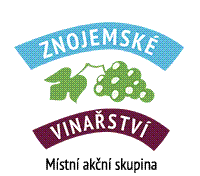 ZNOJEMSKÉ
VINAŘSTVÍ
Místní akční skupina